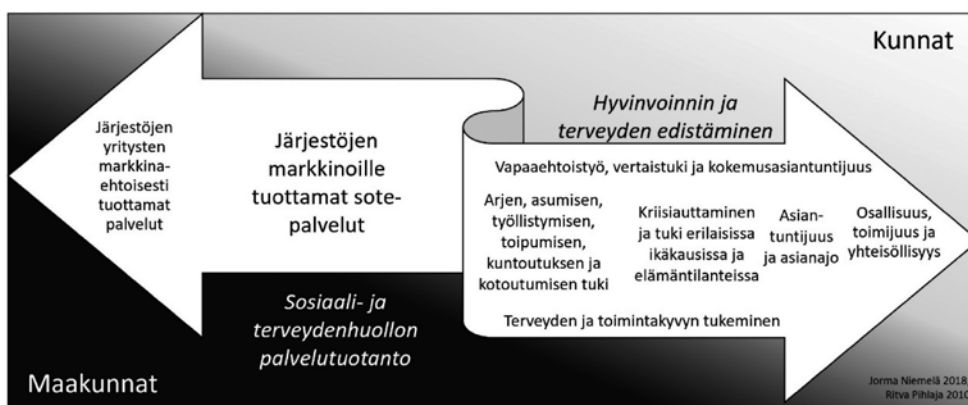 Kunnat
Järjestöjen
yritysten
markkina-
ehtoisesti
tuottamat
palvelut
Järjestöjen
markkinoille
tuottamat sote-
palvelut
Hyvinvoinnin ja
terveyden edistäminen
Vapaaehtoistyö, vertaistuki ja kokemusasiantuntijuus
Arjen, asumisen,
työllistymisen,
toipumisen,
kuntoutuksen ja
kotoutumisen tuki
Kriisiauttaminen
ja tuki erilaisissa
ikäkausissa ja
elämäntilanteissa
Asian-
tuntijuus
ja asianajo
Osallisuus,
toimijuus ja
yhteisöllisyys
Terveyden ja toimintakyvyn tukeminen
Sosiaali- ja
terveydenhuollon
palvelutuotanto
Maakunnat
Jorma Niemelä 2018,
Ritva Pihlaja 2010